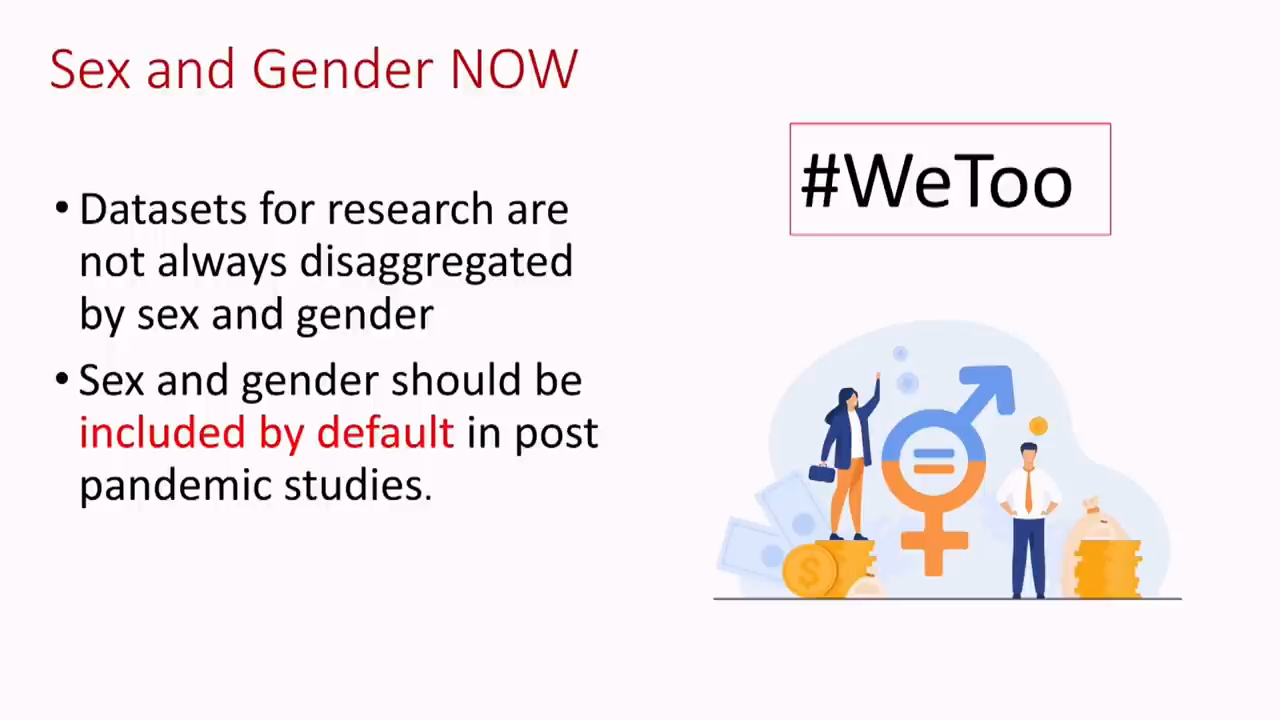 Sex and Gender NOW
#WeToo
• Datasets for research are
not always disaggregated
by sex and gender
• Sex and gender should be
included by default in post
pandemic studies.
$